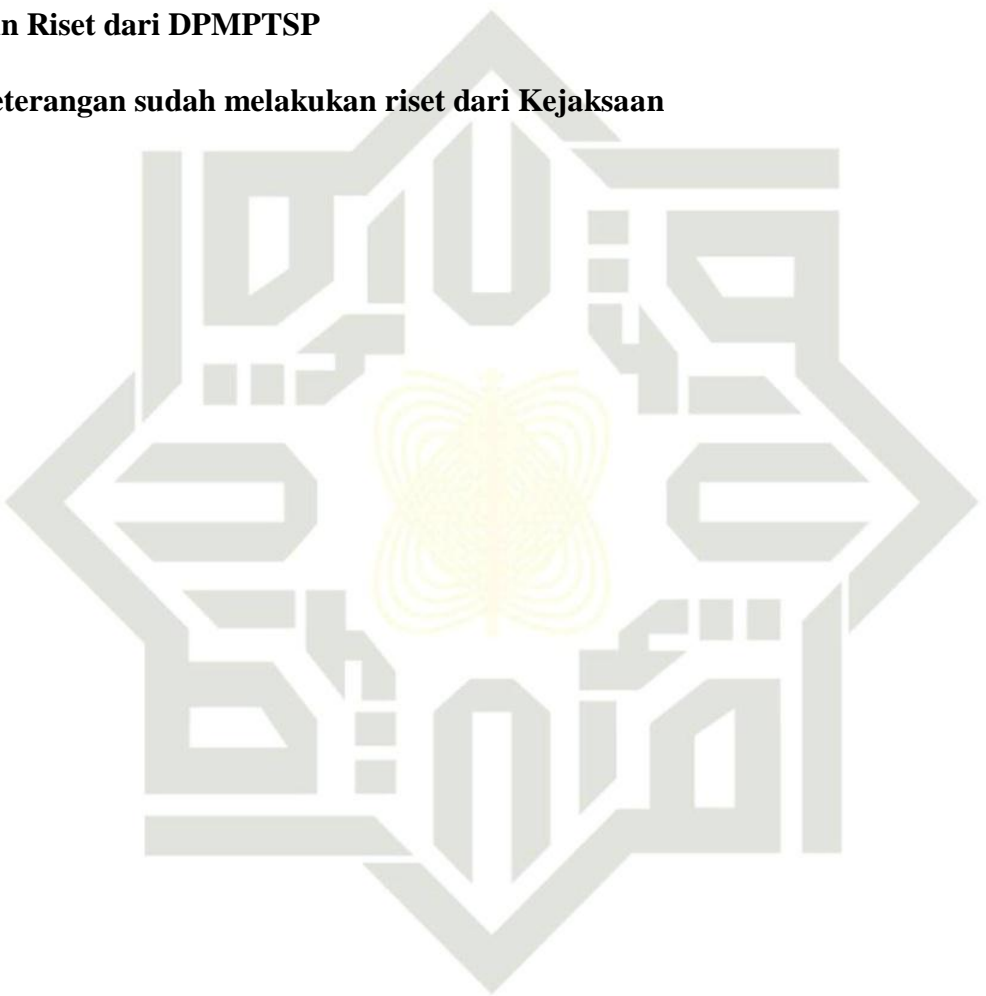 n Riset dari DPMPTSP
eterangan sudah melakukan riset dari Kejaksaan